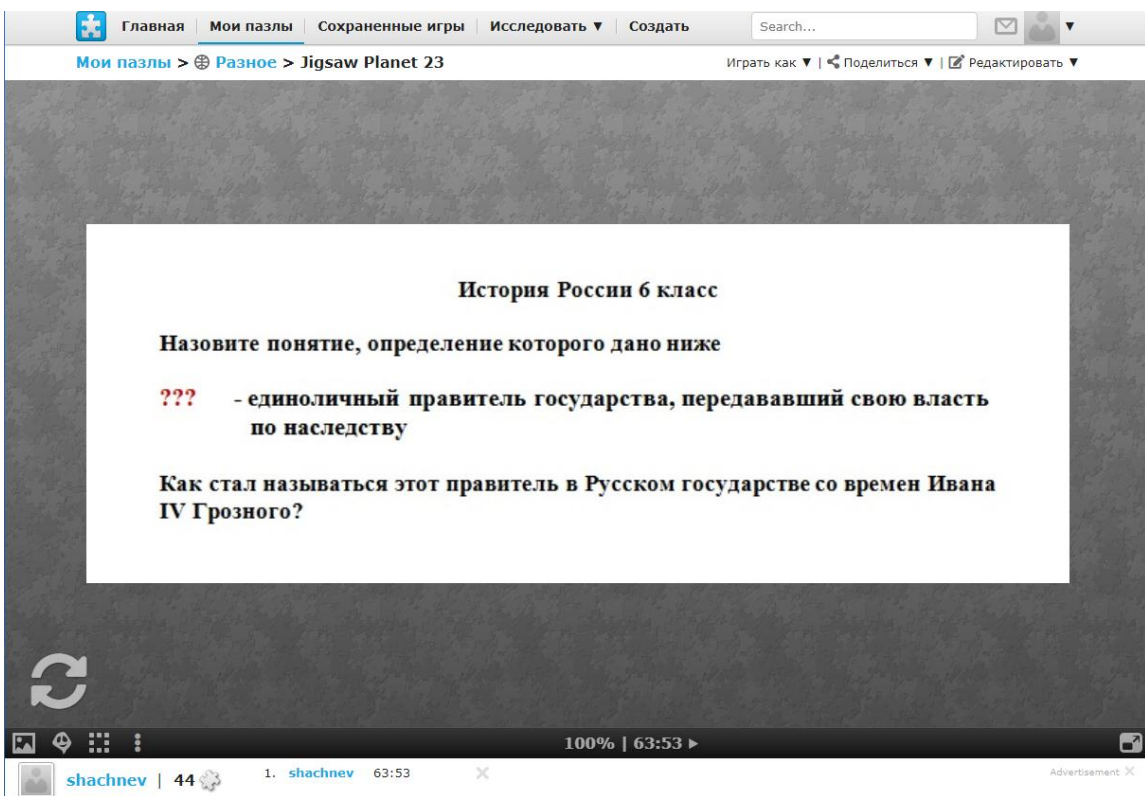 Главная | Мои пазлы | Сохраненные игры | Исследовать ▼ | Создать Search... ▼
Мои пазлы > Разное > Jigsaw Planet 23 Играть как ▼ | Поделиться ▼ | Редактировать ▼
История России 6 класс
Назовите понятие, определение которого дано ниже
??? - единоличный правитель государства, передававший свою власть
по наследству
Как стал называться этот правитель в Русском государстве со времен Ивана
IV Грозного?
100% | 63:53
shachnev | 44 1. shachnev 63:53 Advertisement